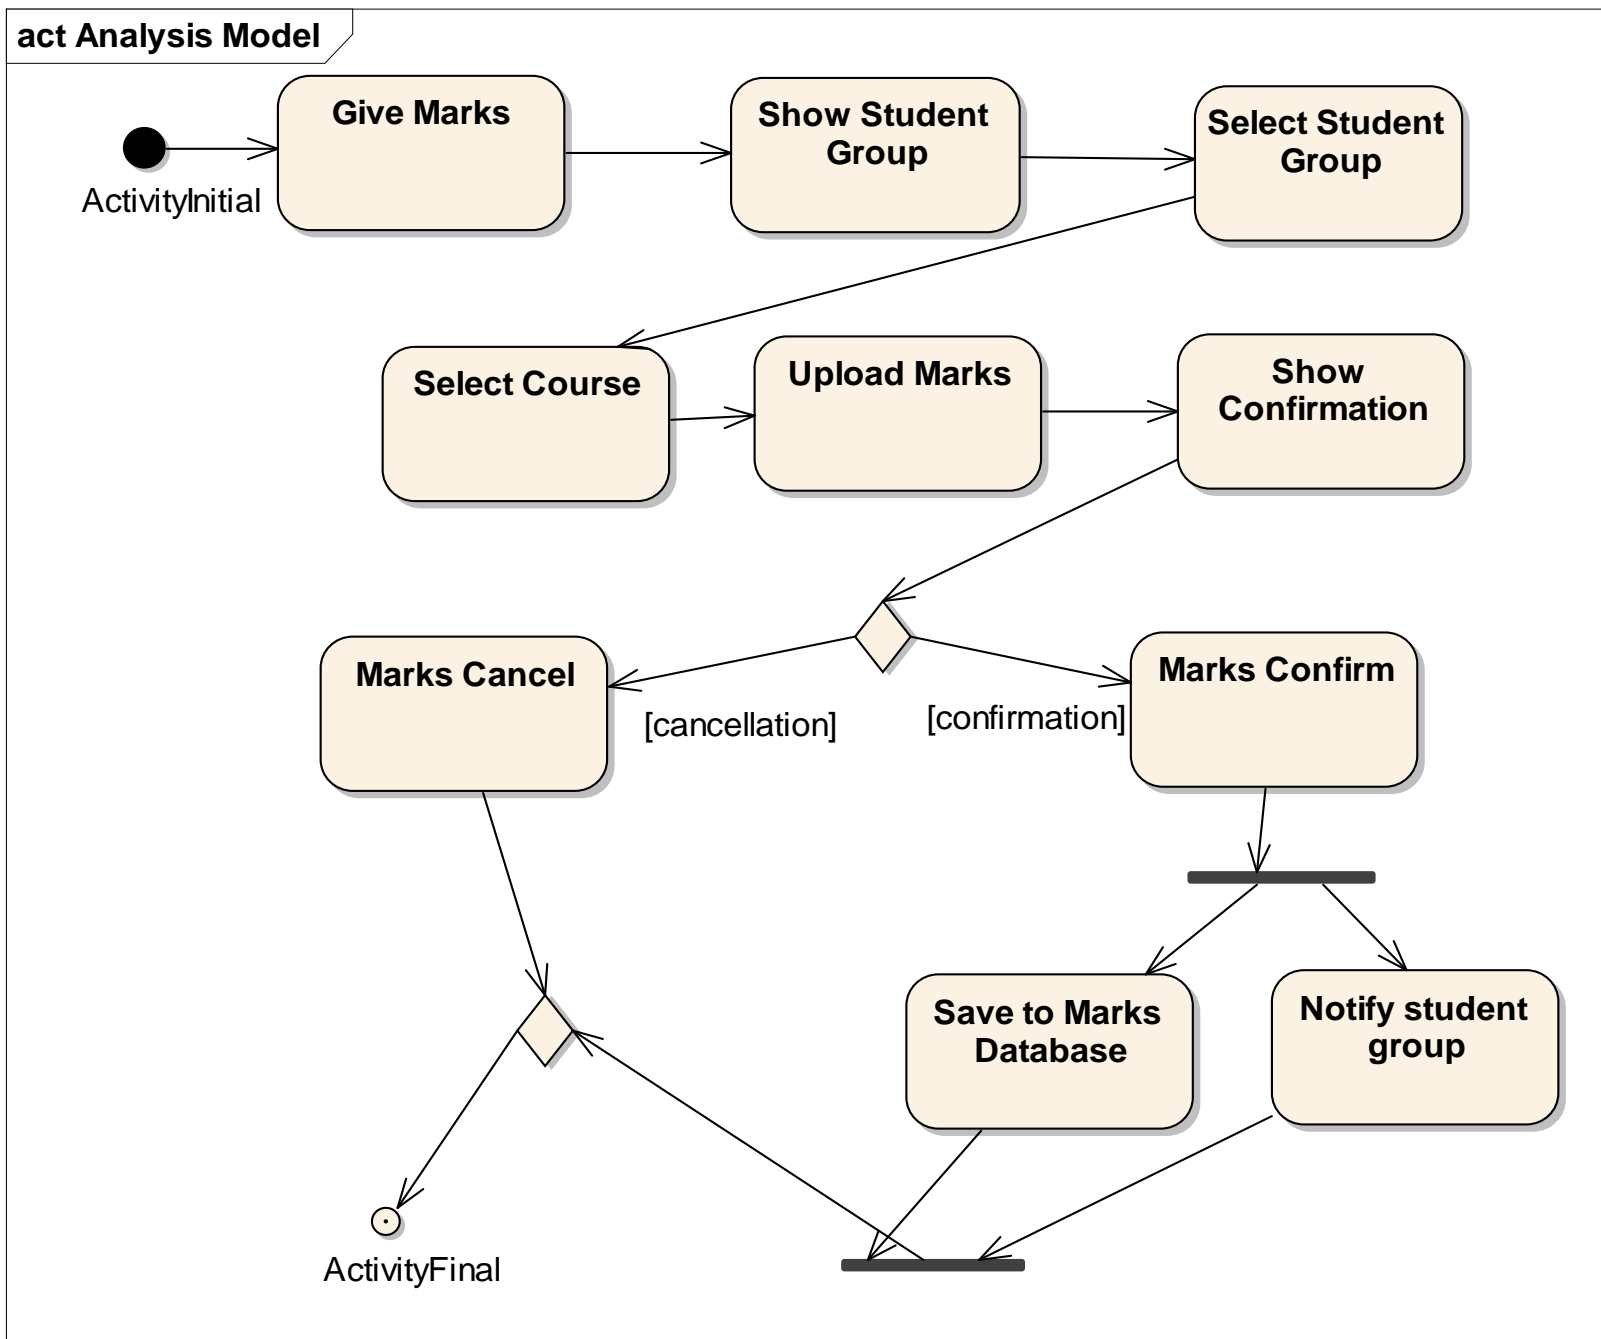 act Analysis Model
Give Marks
Show Student
Group
Select Student
Group
ActivityInitial
Select Course
Upload Marks
Show
Confirmation
Marks Cancel
Marks Confirm
[cancellation]
[confirmation]
Save to Marks
Database
Notify student
group
ActivityFinal